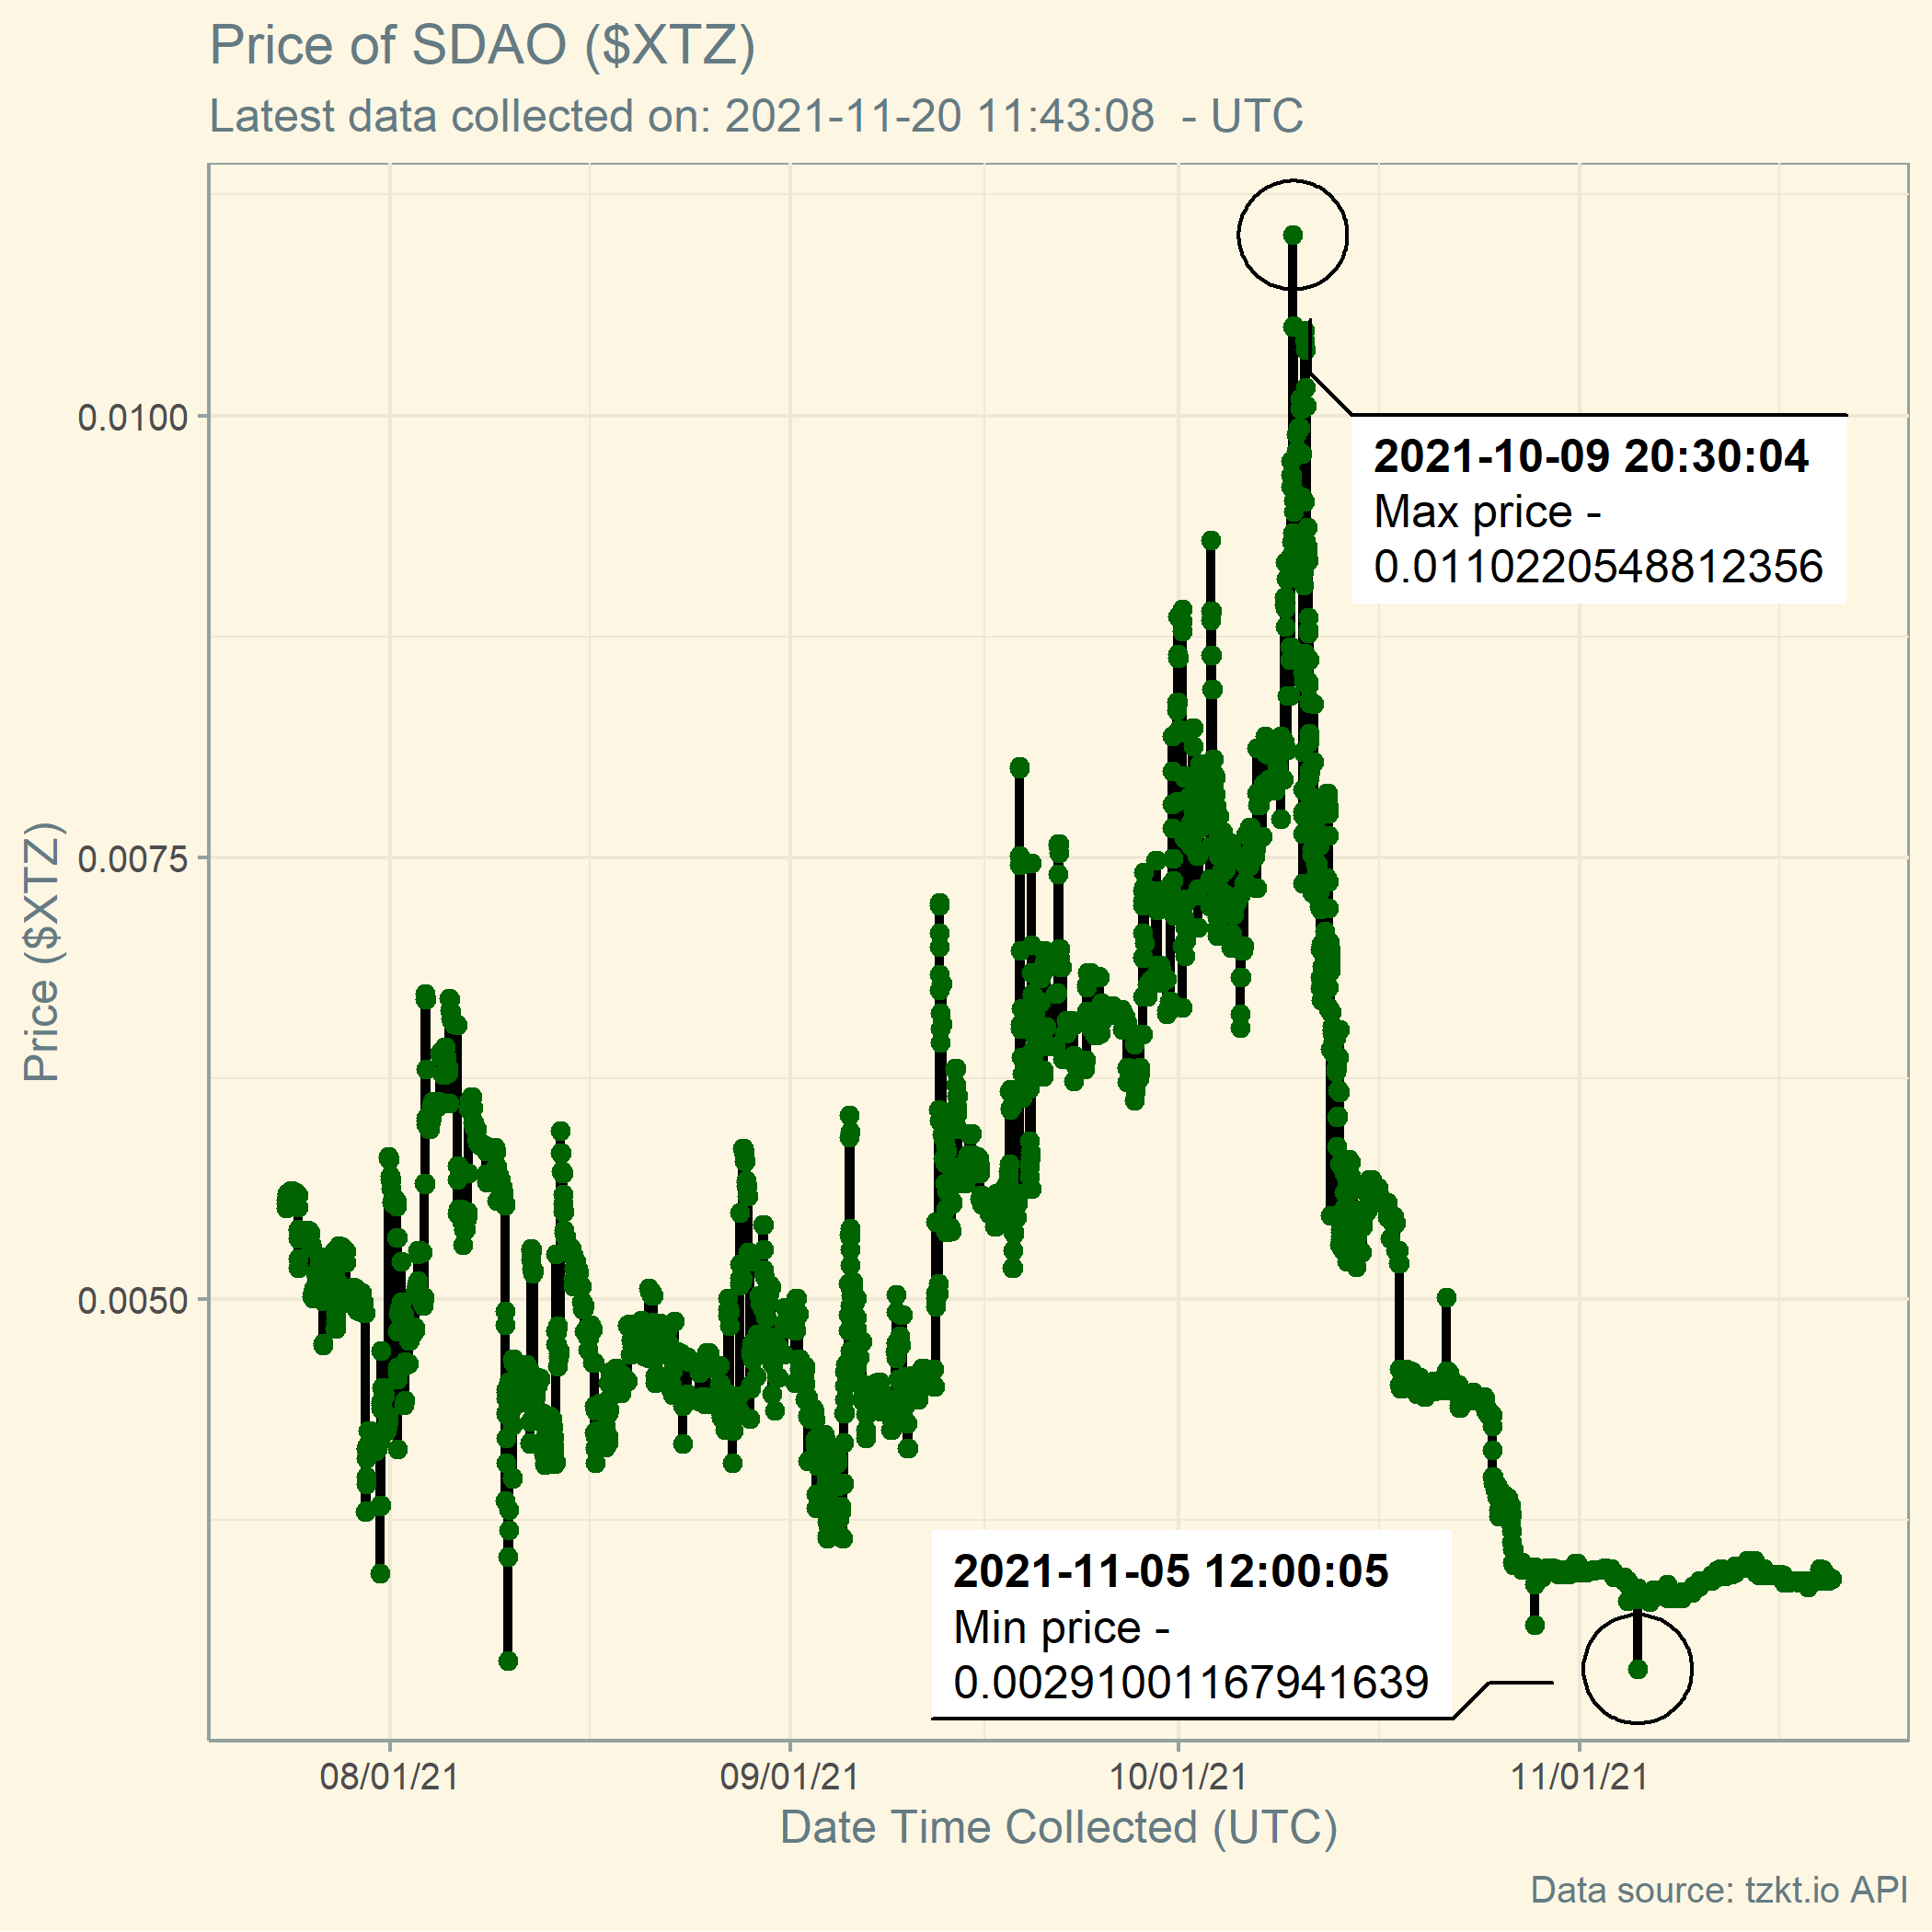 Price of SDAO ($XTZ)
Latest data collected on: 2021-11-20 11:43:08  - UTC
0.0100
0.0075
0.0050
Price ($XTZ)
2021-10-09 20:30:04
Max price -
0.01102220548812356
2021-11-05 12:00:05
Min price -
0.00291001167941639
08/01/21
09/01/21
10/01/21
11/01/21
Date Time Collected (UTC)
Data source: tzkt.io API